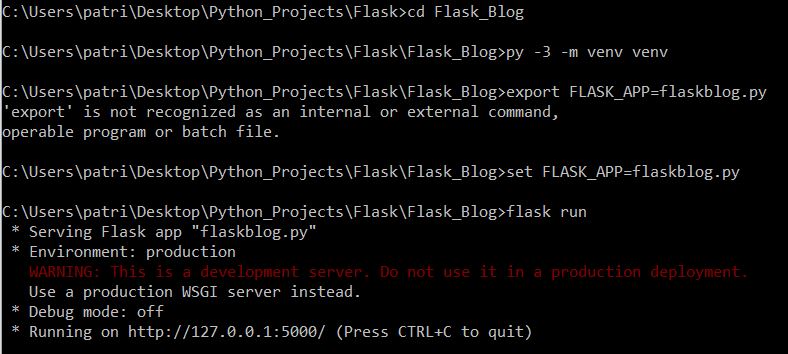 C:\Users\patri\Desktop\Python_Projects\Flask>cd Flask_Blog
C:\Users\patri\Desktop\Python_Projects\Flask\Flask_Blog>py -3 -m venv venv
C:\Users\patri\Desktop\Python_Projects\Flask\Flask_Blog>export FLASK_APP=flaskblog.py
'export' is not recognized as an internal or external command,
operable program or batch file.
C:\Users\patri\Desktop\Python_Projects\Flask\Flask_Blog>set FLASK_APP=flaskblog.py
C:\Users\patri\Desktop\Python_Projects\Flask\Flask_Blog>flask run
* Serving Flask app "flaskblog.py"
* Environment: production
WARNING: This is a development server. Do not use it in a production deployment.
Use a production WSGI server instead.
* Debug mode: off
* Running on http://127.0.0.1:5000/ (Press CTRL+C to quit)